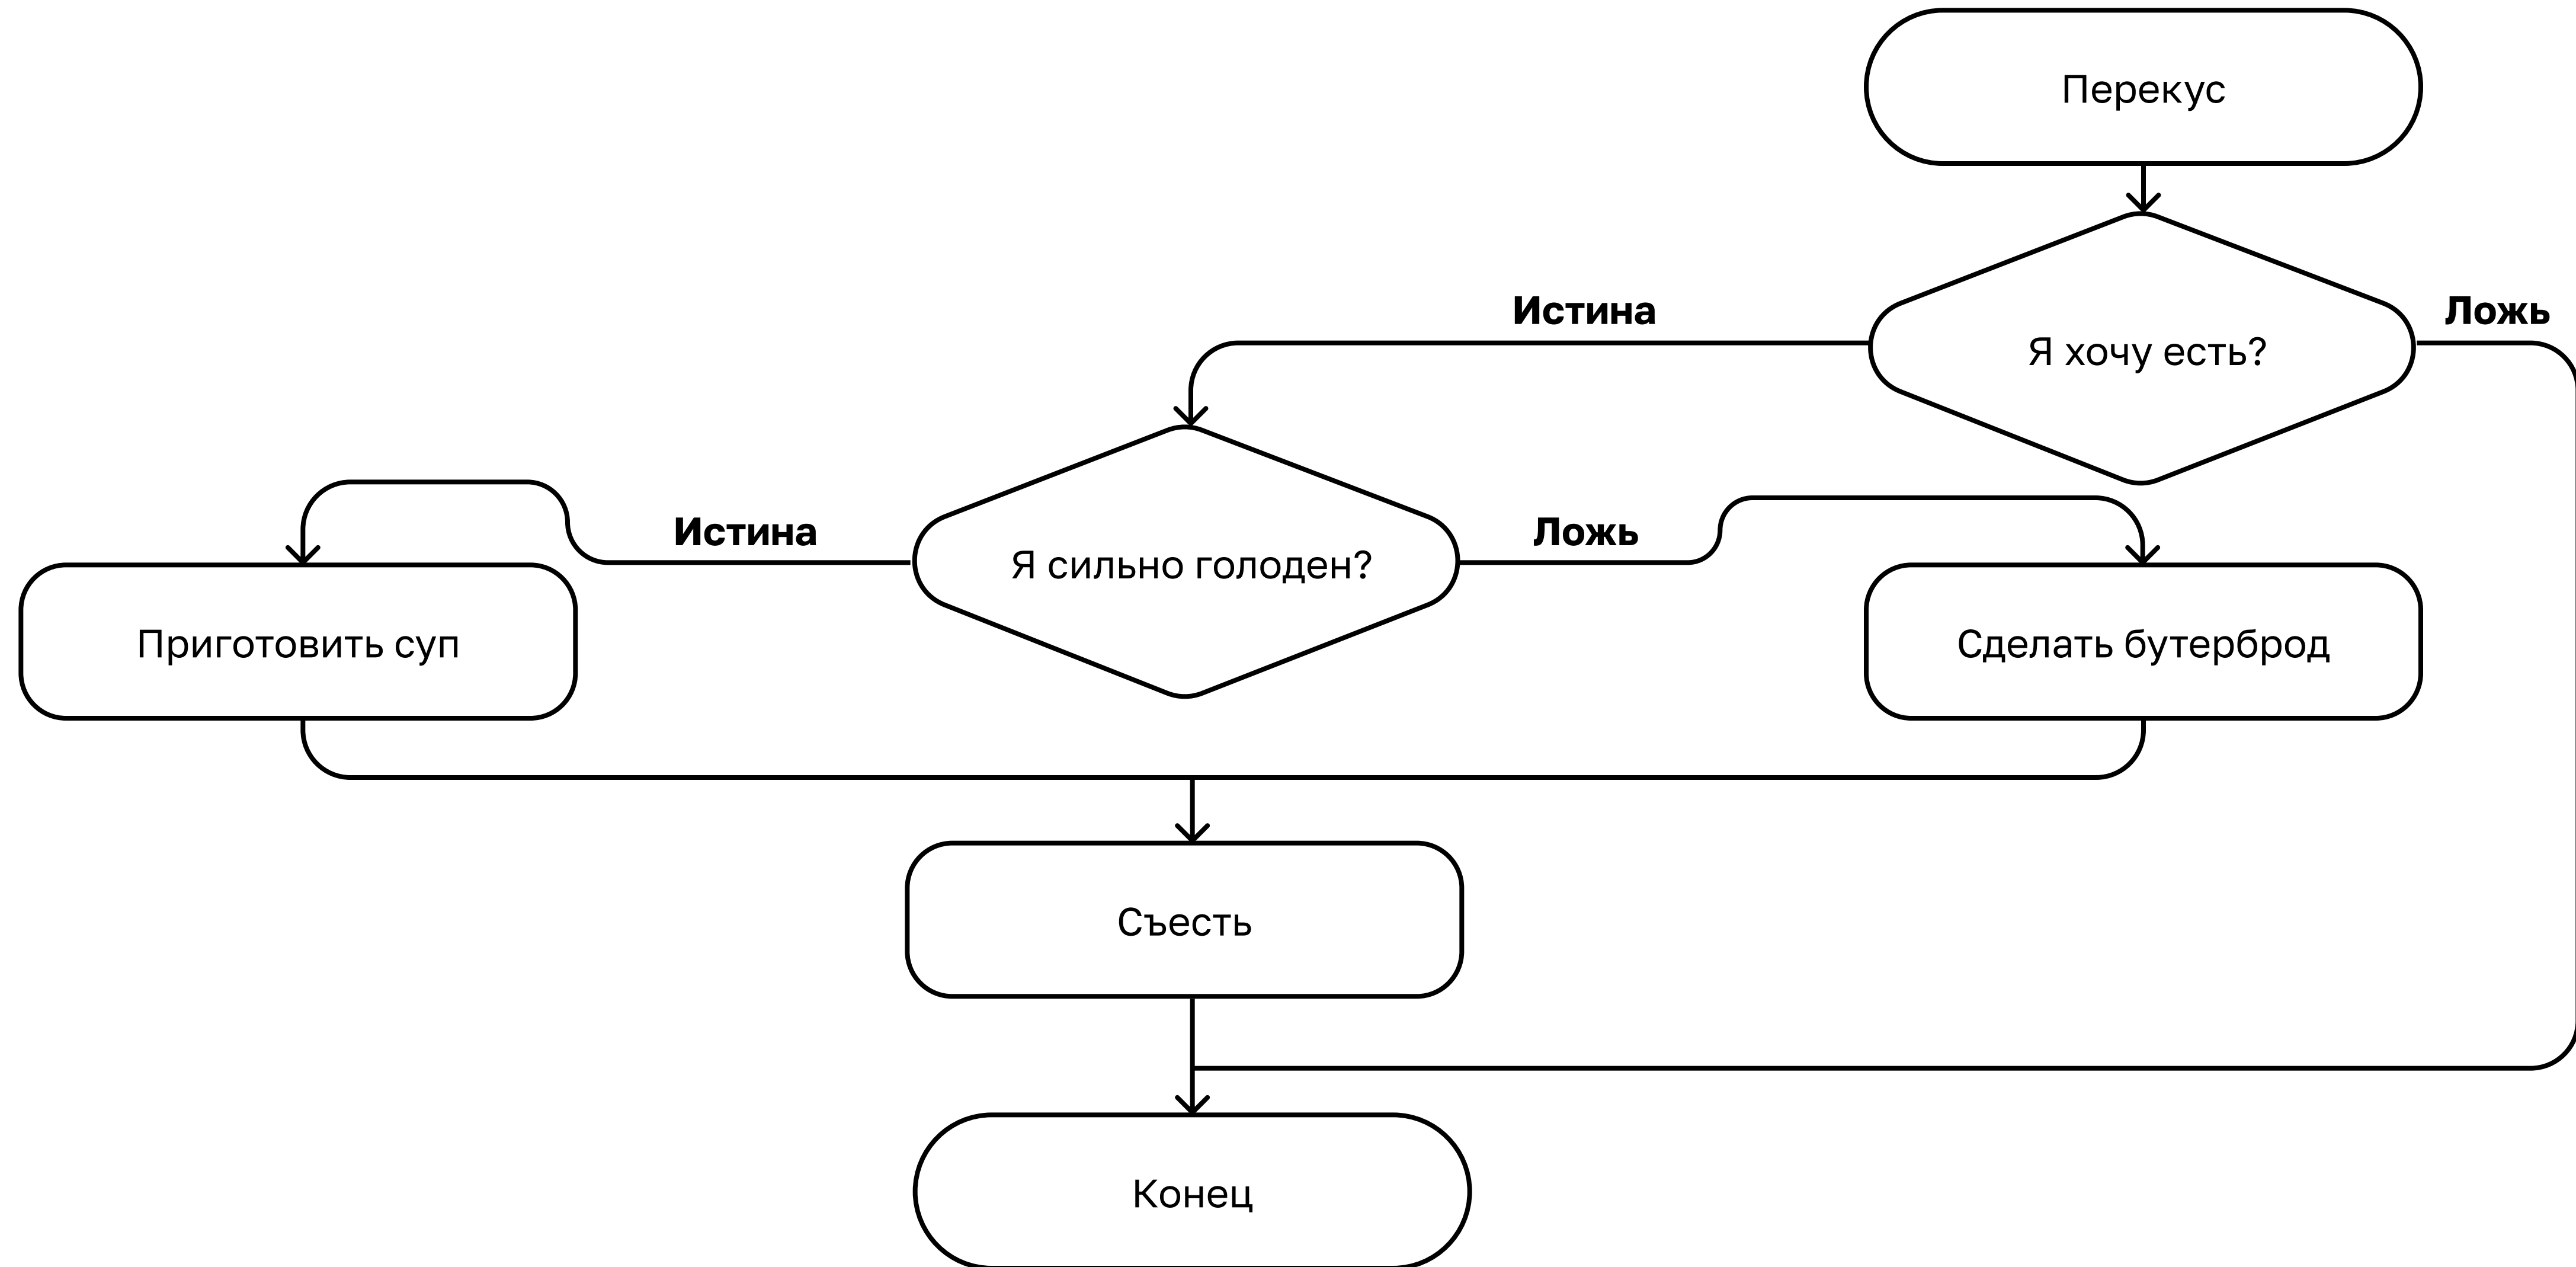 Перекус
Я хочу есть?
Истина
Ложь
Я сильно голоден?
Истина
Ложь
Приготовить суп
Сделать бутерброд
Съесть
Конец